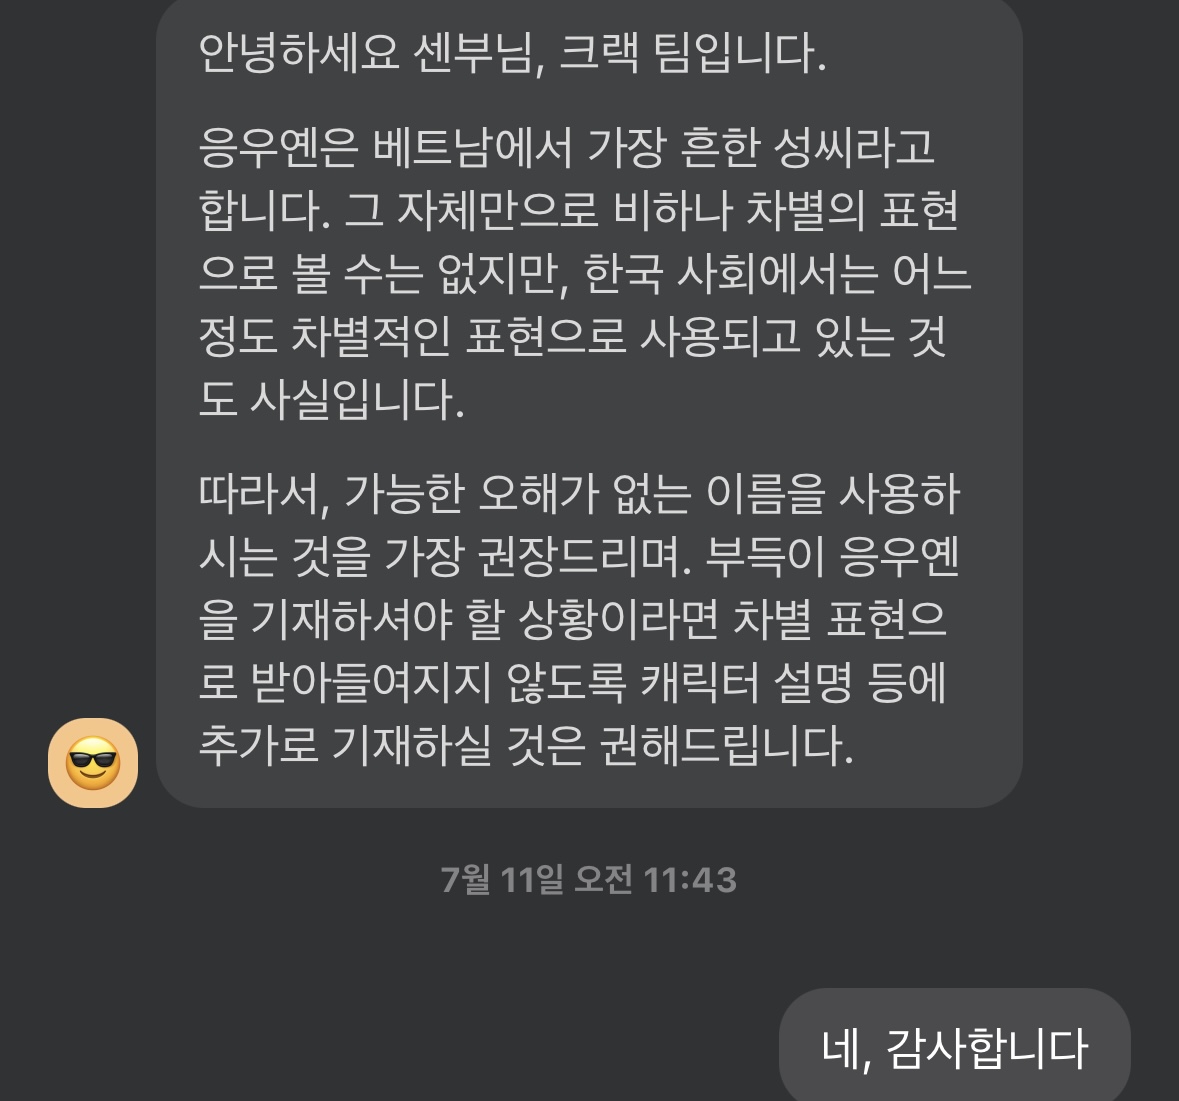 안녕하세요 센부님, 크랙 팀입니다.
응우옌은 베트남에서 가장 흔한 성씨라고
합니다. 그 자체만으로 비하나 차별의 표현
으로 볼 수는 없지만, 한국 사회에서는 어느
정도 차별적인 표현으로 사용되고 있는 것
도 사실입니다.
따라서, 가능한 오해가 없는 이름을 사용하
시는 것을 가장 권장드리며. 부득이 응우옌
을 기재하셔야 할 상황이라면 차별 표현으
로 받아들여지지 않도록 캐릭터 설명 등에
추가로 기재하실 것은 권해드립니다.
7월 11일 오전 11:43
네, 감사합니다